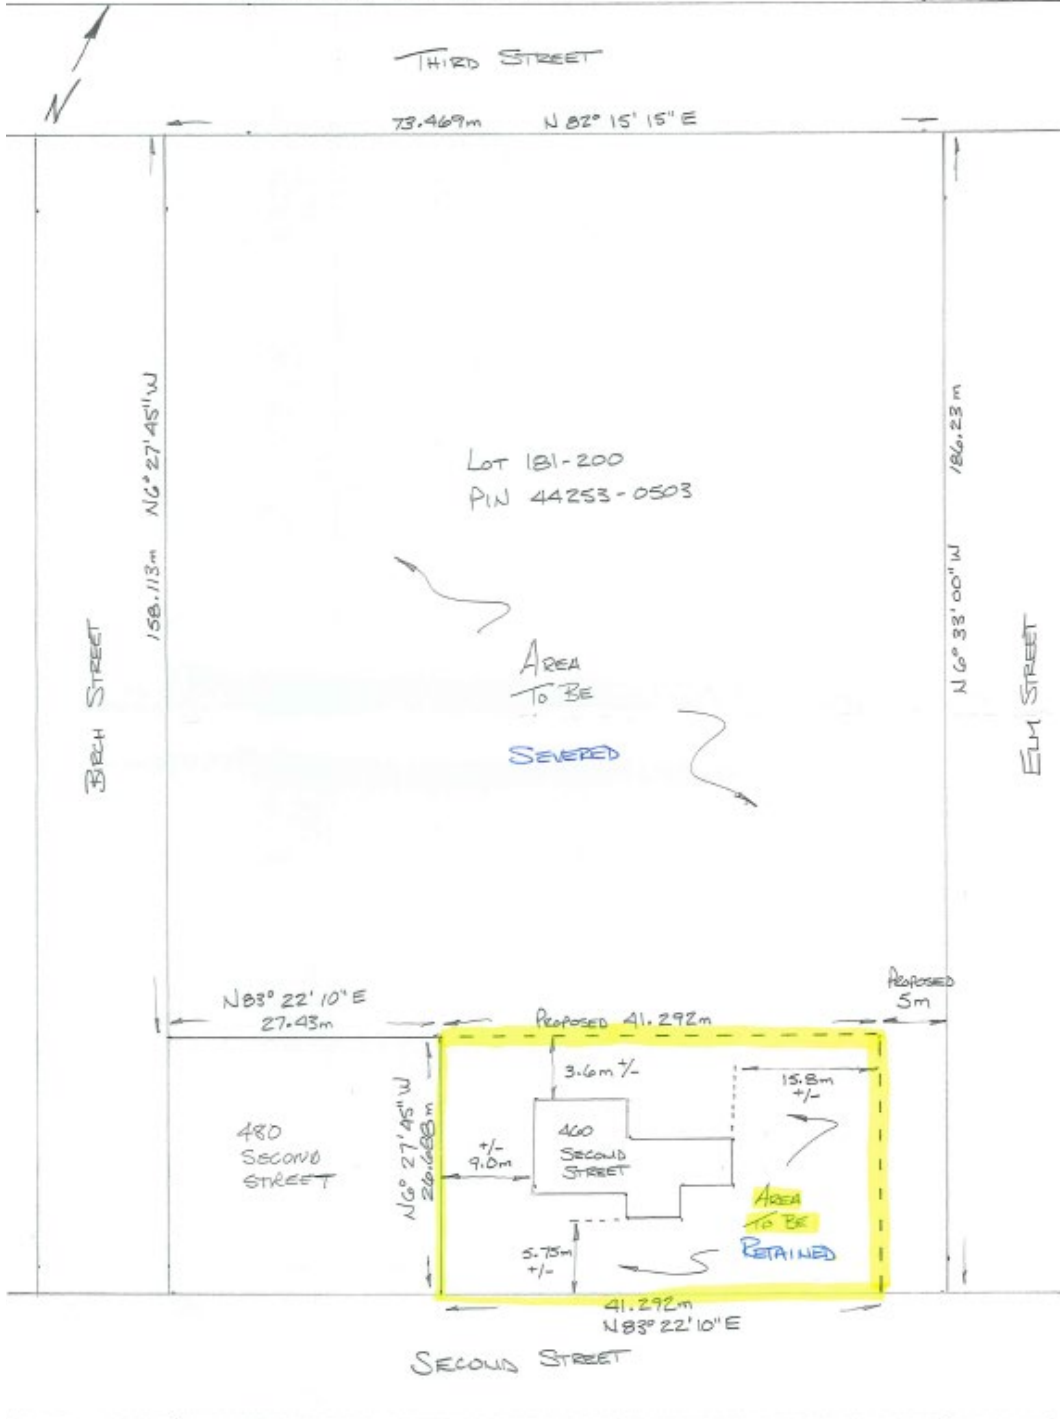 THIRD STREET
N
73.469m N 82° 15' 15" E
158.113m N6° 27' 45" W
186.23m
N 6° 33' 00" W
LOT 181-200
PIN 44253-0503
BIRCH STREET
ELM STREET
AREA
TO BE
SEVERED
PROPOSED
5m
N83° 22' 10" E
27.43m
PROPOSED 41.292m
3.6m +/-
15.8m
+/-
480
SECOND
STREET
N6° 27' 45" W
26.688m
+/-
9.0m
460
SECOND
STREET
AREA
TO BE
RETAINED
5.75m
+/-
41.292m
N83° 22' 10" E
SECOND STREET